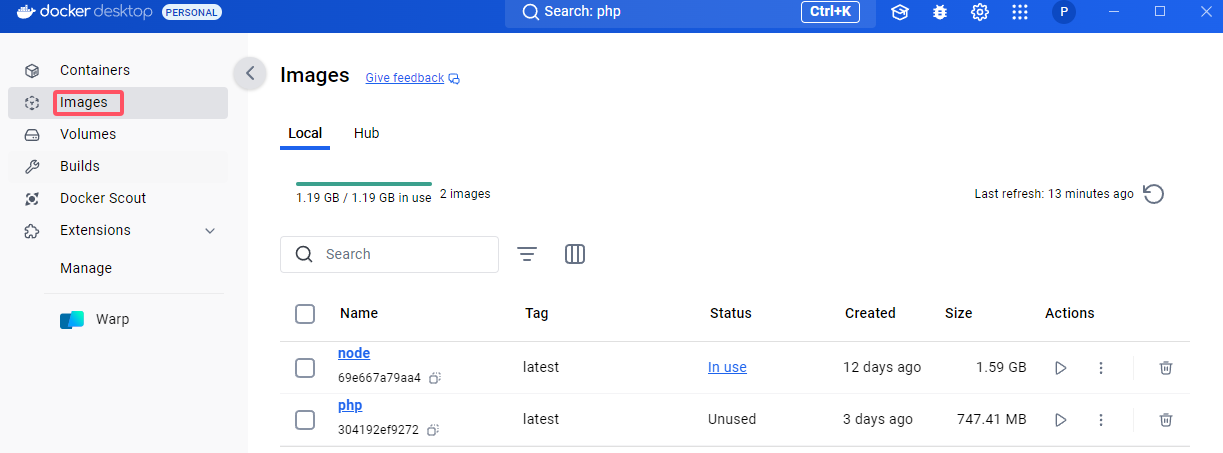 docker desktop PERSONAL Search: php Ctrl+K P
Containers
Images
Volumes
Builds
Docker Scout
Extensions
Manage
Warp
Images Give feedback
Local Hub
1.19 GB / 1.19 GB in use 2 images Last refresh: 13 minutes ago
Search
Name Tag Status Created Size Actions
node latest In use 12 days ago 1.59 GB
69e667a79aa4
php latest Unused 3 days ago 747.41 MB
304192ef9272